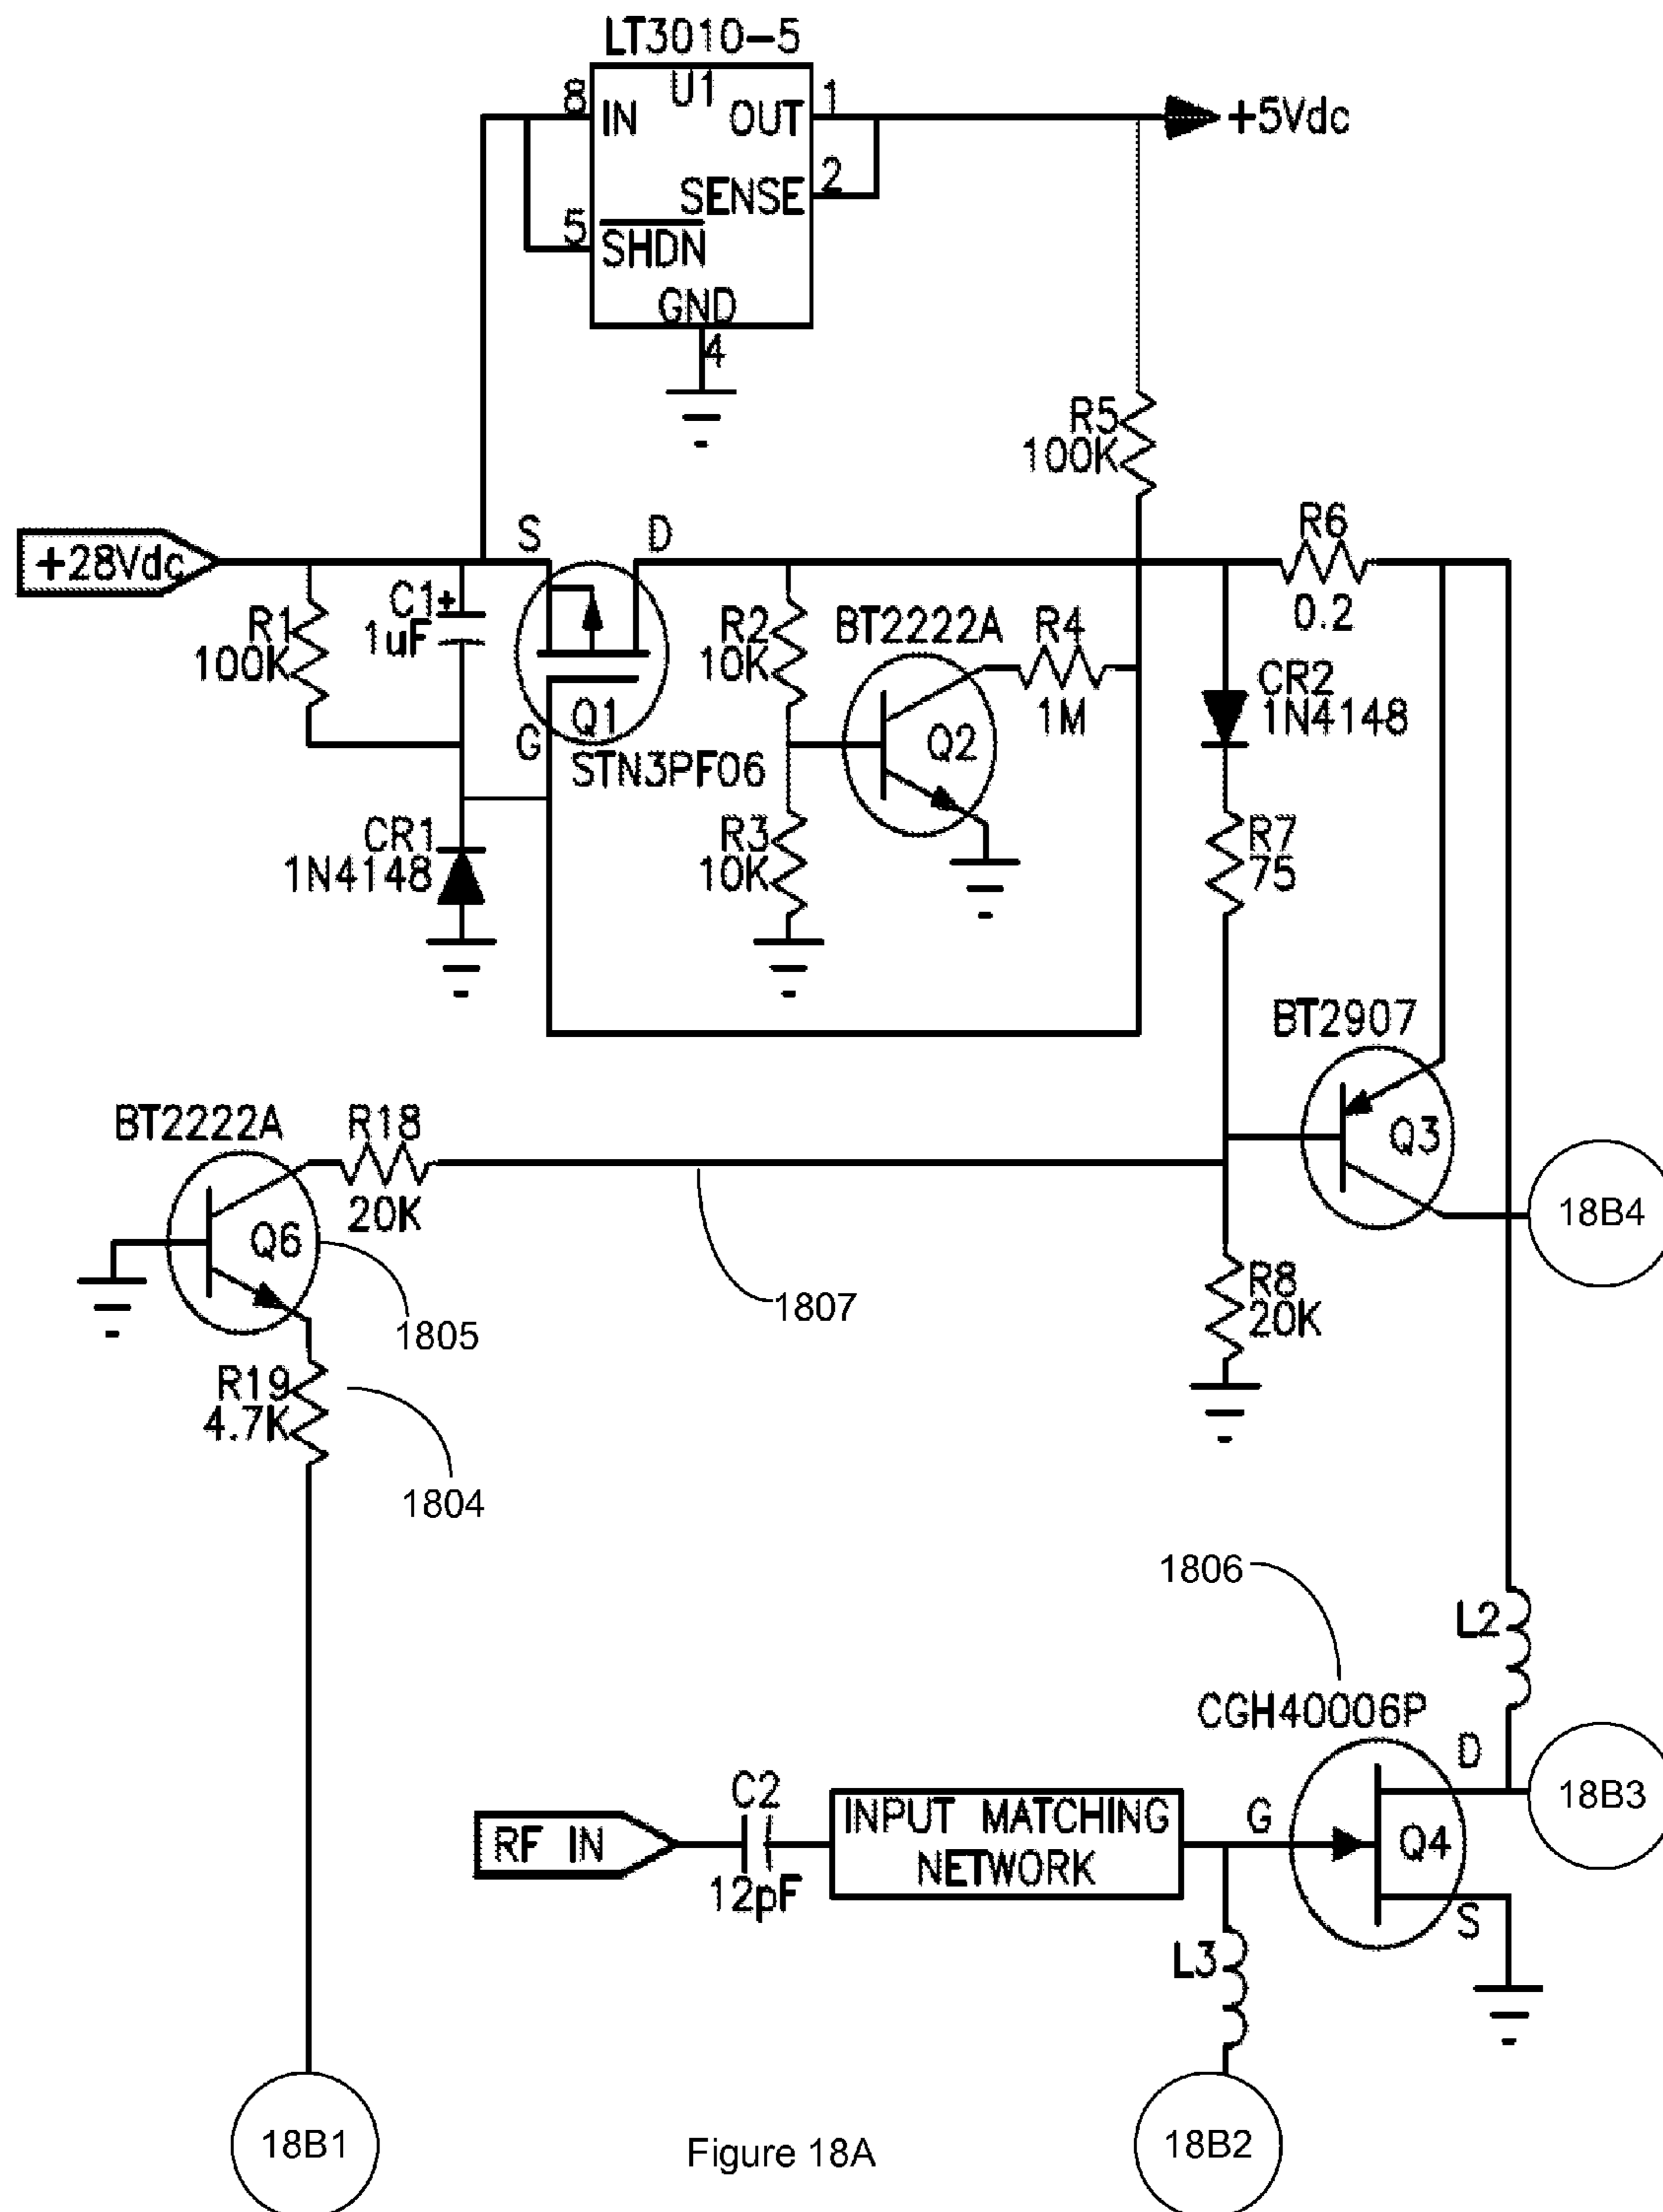 LT3010-5
U1
8
IN
OUT
1
+5Vdc
SENSE
2
5
SHDN
GND
4
R5
100K
+28Vdc
S
D
R6
0.2
R1
100K
C1
+
1uF
Q1
G
STN3PF06
R2
10K
BT2222A
Q2
R4
1M
CR2
1N4148
CR1
1N4148
R3
10K
R7
75
BT2907
Q3
BT2222A
R18
20K
Q6
1805
1807
18B4
R8
20K
R19
4.7K
1804
1806
L2
CGH40006P
D
18B3
RF IN
C2
12pF
INPUT MATCHING
NETWORK
G
Q4
S
L3
18B1
Figure 18A
18B2